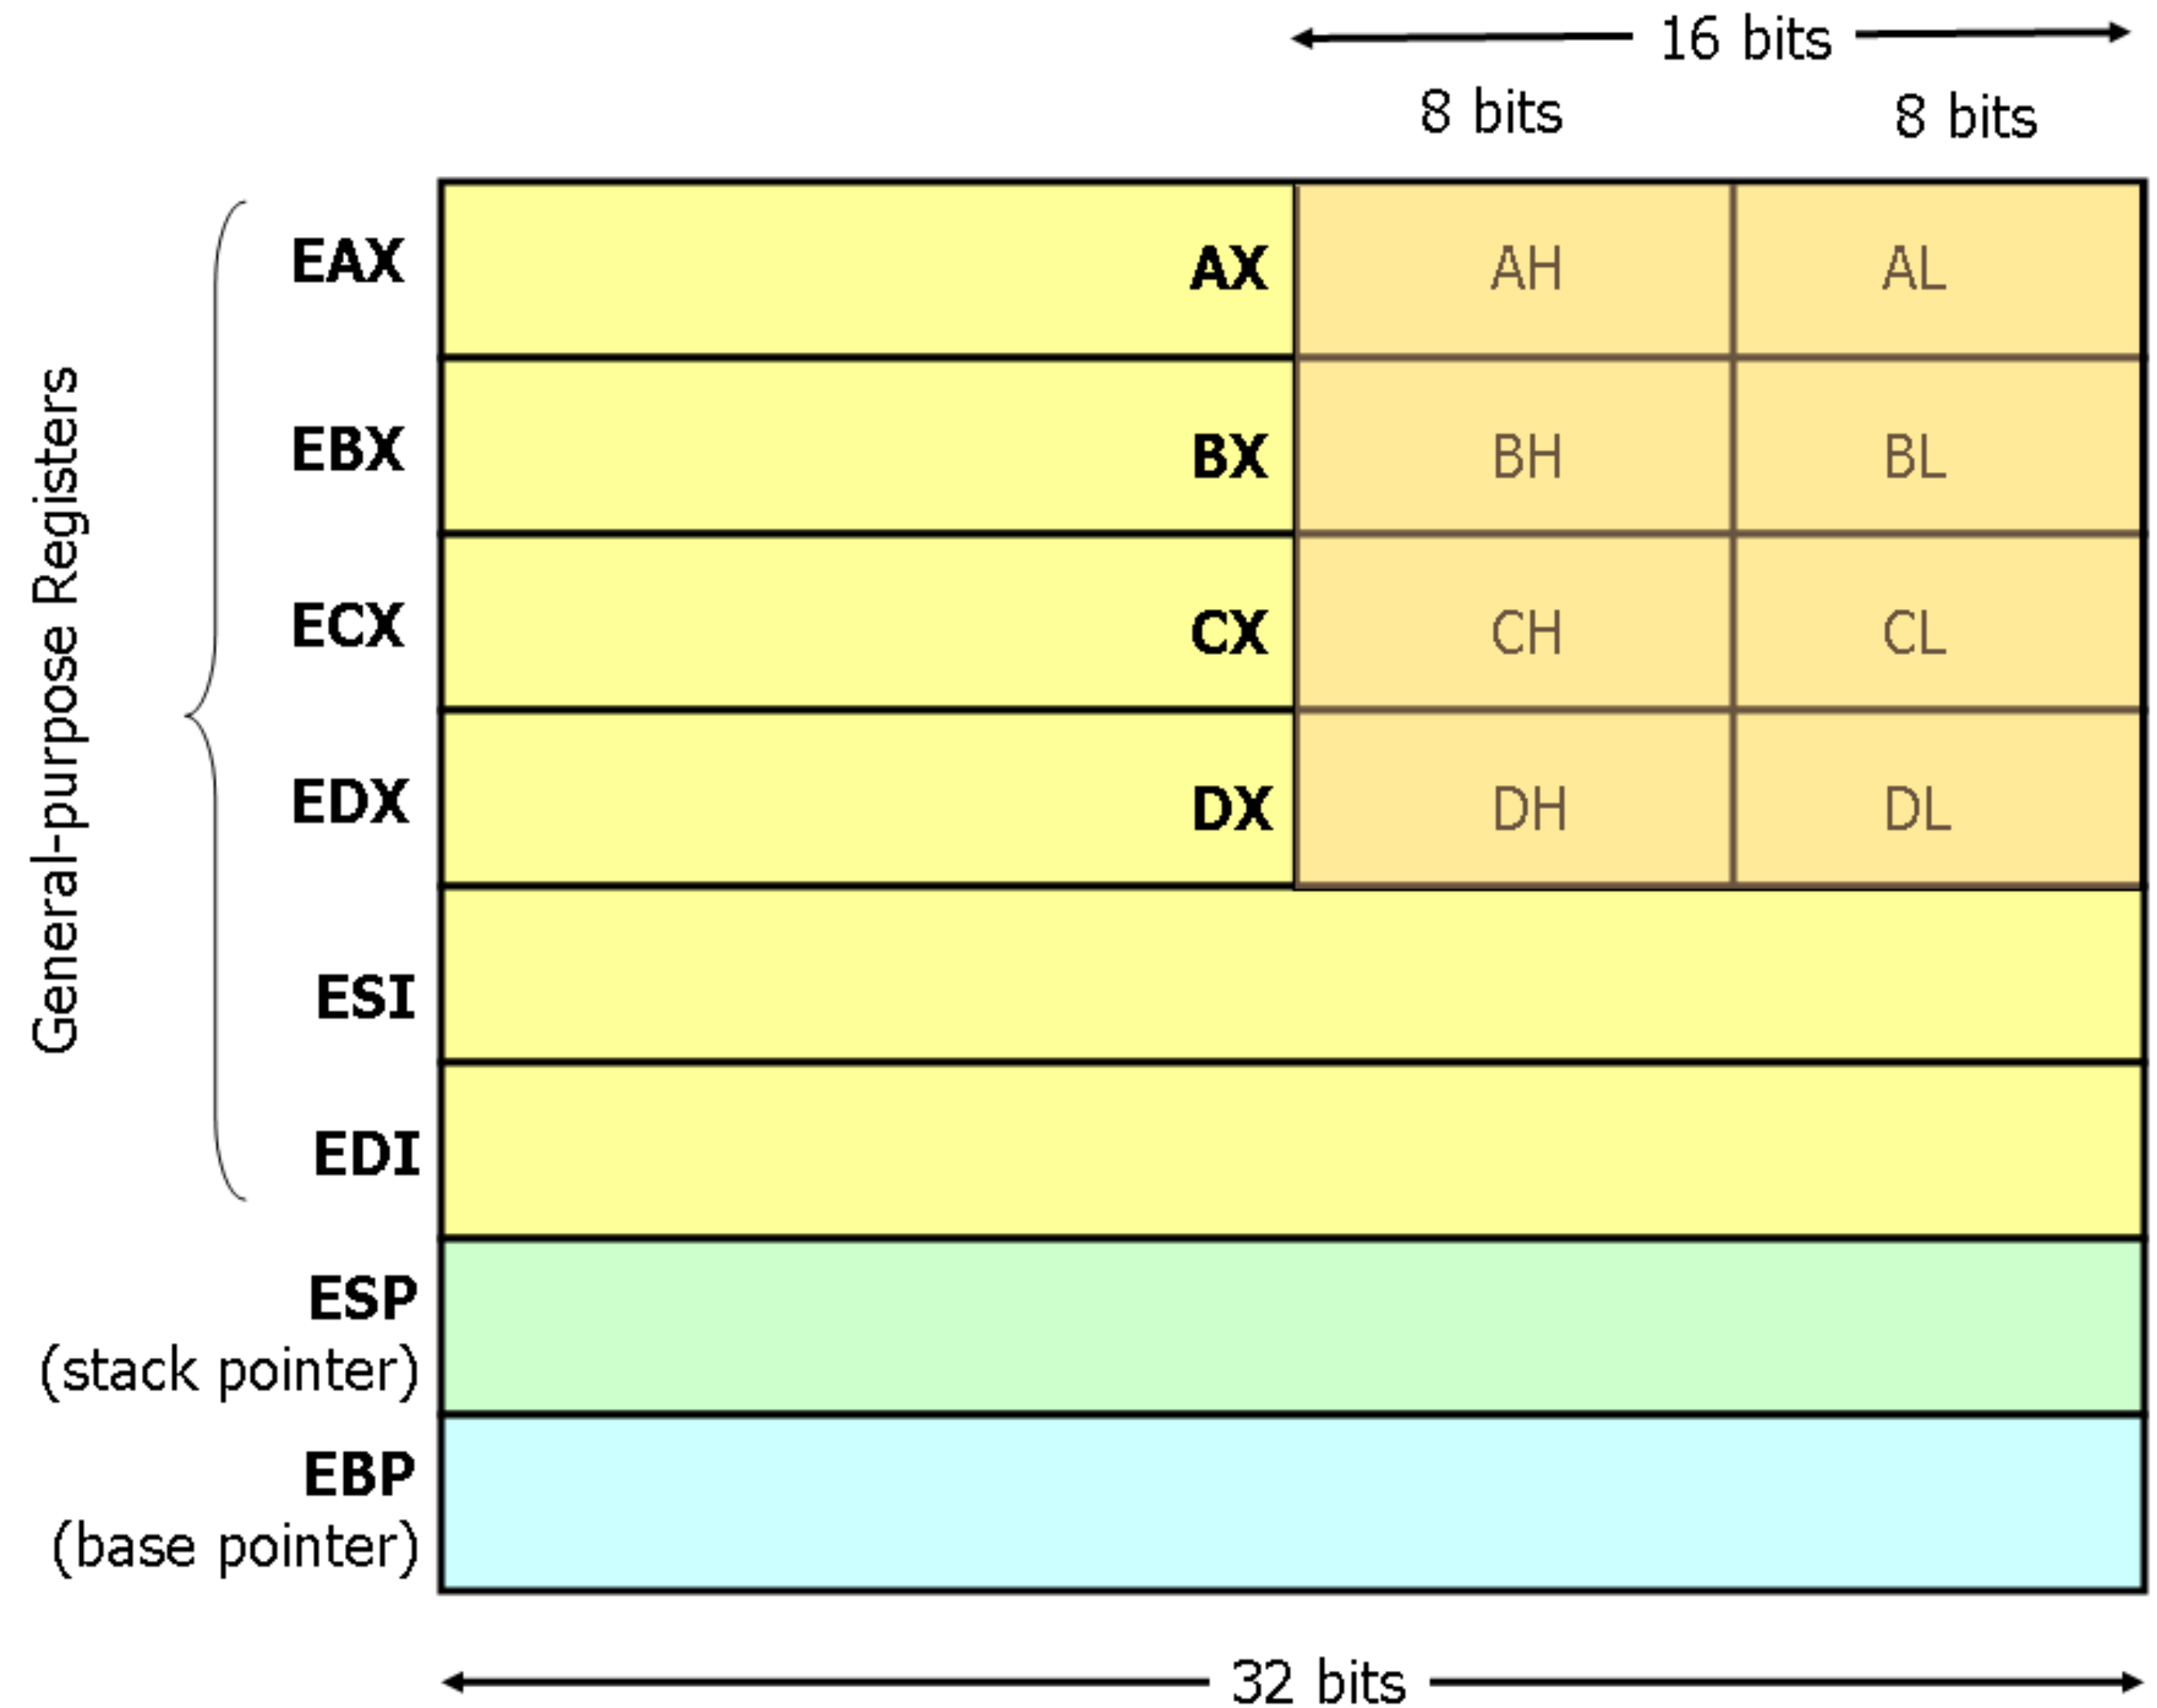 16 bits
8 bits 8 bits
General-purpose Registers
EAX AX AH AL
EBX BX BH BL
ECX CX CH CL
EDX DX DH DL
ESI
EDI
ESP
(stack pointer)
EBP
(base pointer)
32 bits